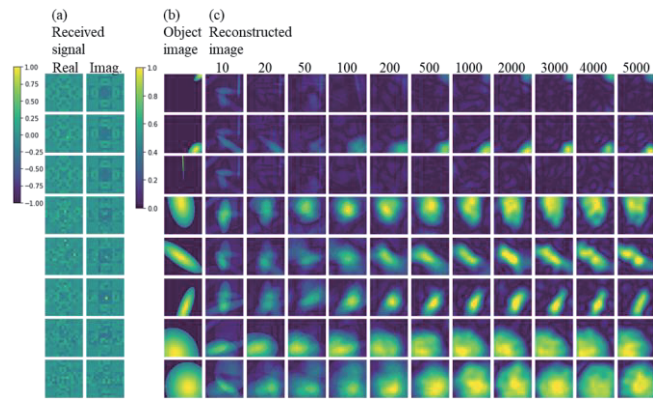 (a)
Received
signal
Real Imag.
(b)
Object
image
(c)
Reconstructed
image
10 20 50 100 200 500 1000 2000 3000 4000 5000
1.00
0.75
0.50
0.25
0.00
−0.25
−0.50
−0.75
−1.00
1.0
0.8
0.6
0.4
0.2
0.0